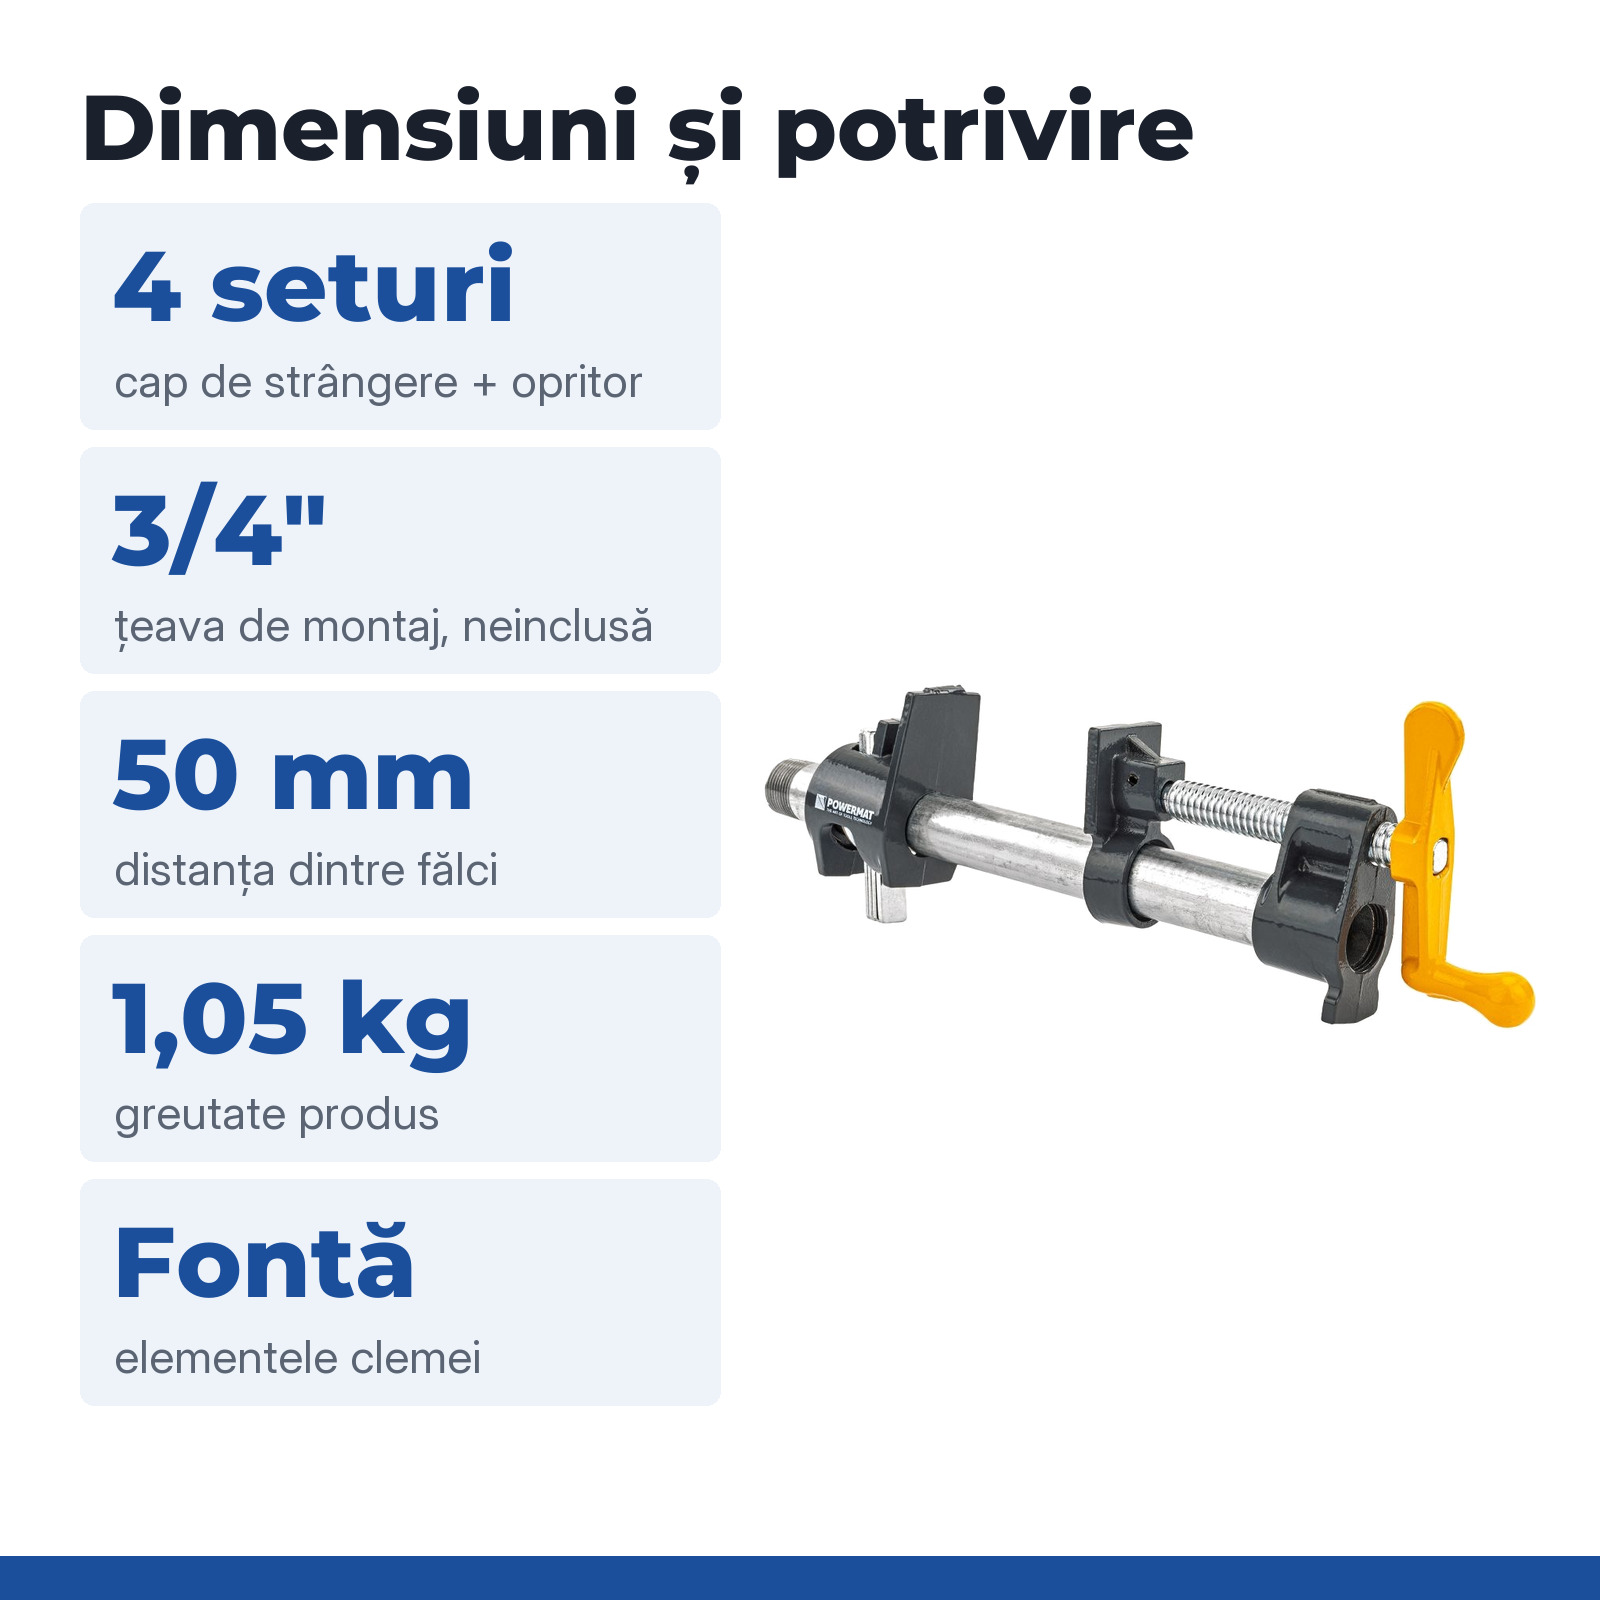 Dimensiuni și potrivire
4 seturi
cap de strângere + opritor
3/4"
țeava de montaj, neinclusă
50 mm
distanța dintre fălci
1,05 kg
greutate produs
Fontă
elementele clemei
POWERMAT